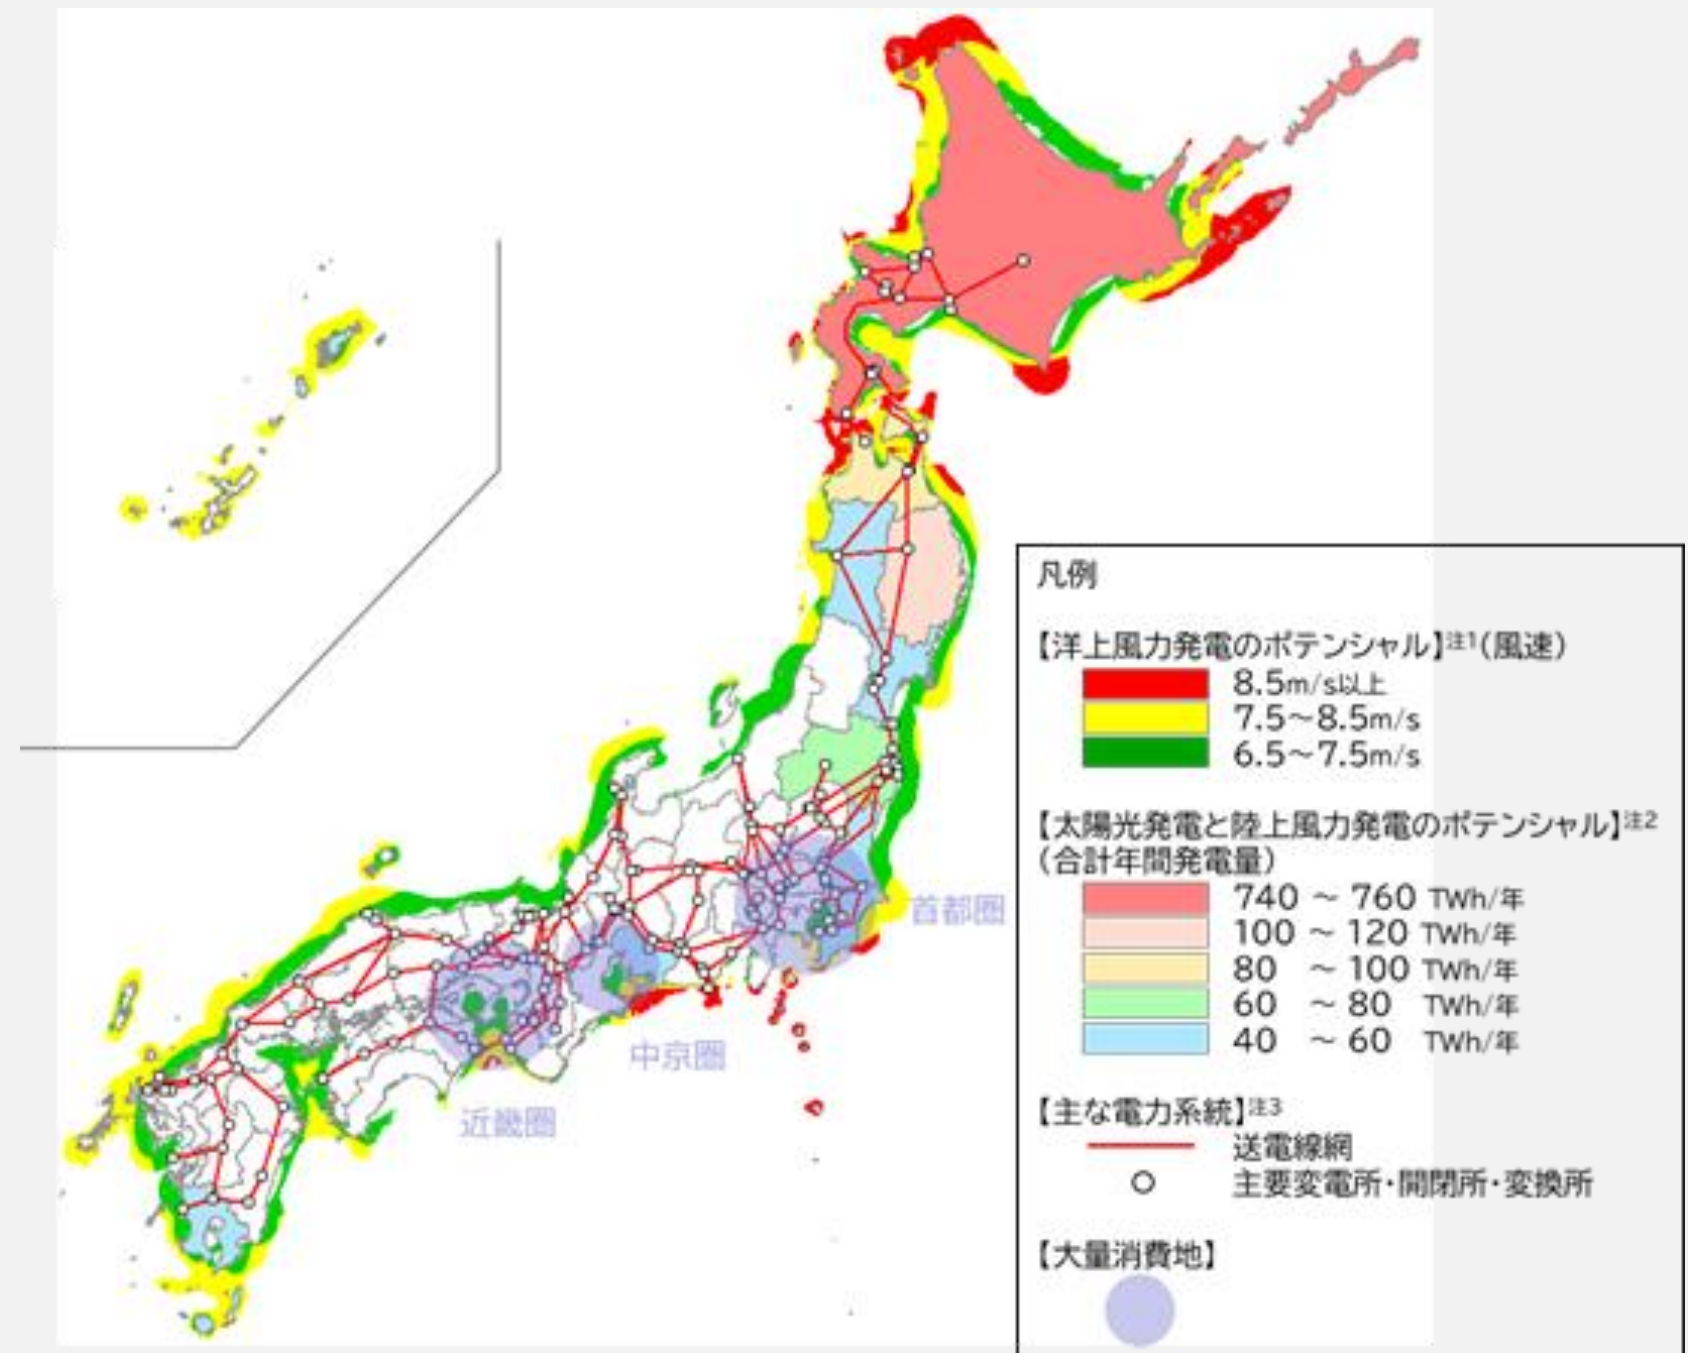 首都圏
中京圏
近畿圏
凡例
【洋上風力発電のポテンシャル】注1(風速)
8.5m/s以上
7.5～8.5m/s
6.5～7.5m/s
【太陽光発電と陸上風力発電のポテンシャル】注2
(合計年間発電量)
740 ～ 760 TWh/年
100 ～ 120 TWh/年
80 ～ 100 TWh/年
60 ～ 80 TWh/年
40 ～ 60 TWh/年
【主な電力系統】注3
送電線網
主要変電所・開閉所・変換所
【大量消費地】